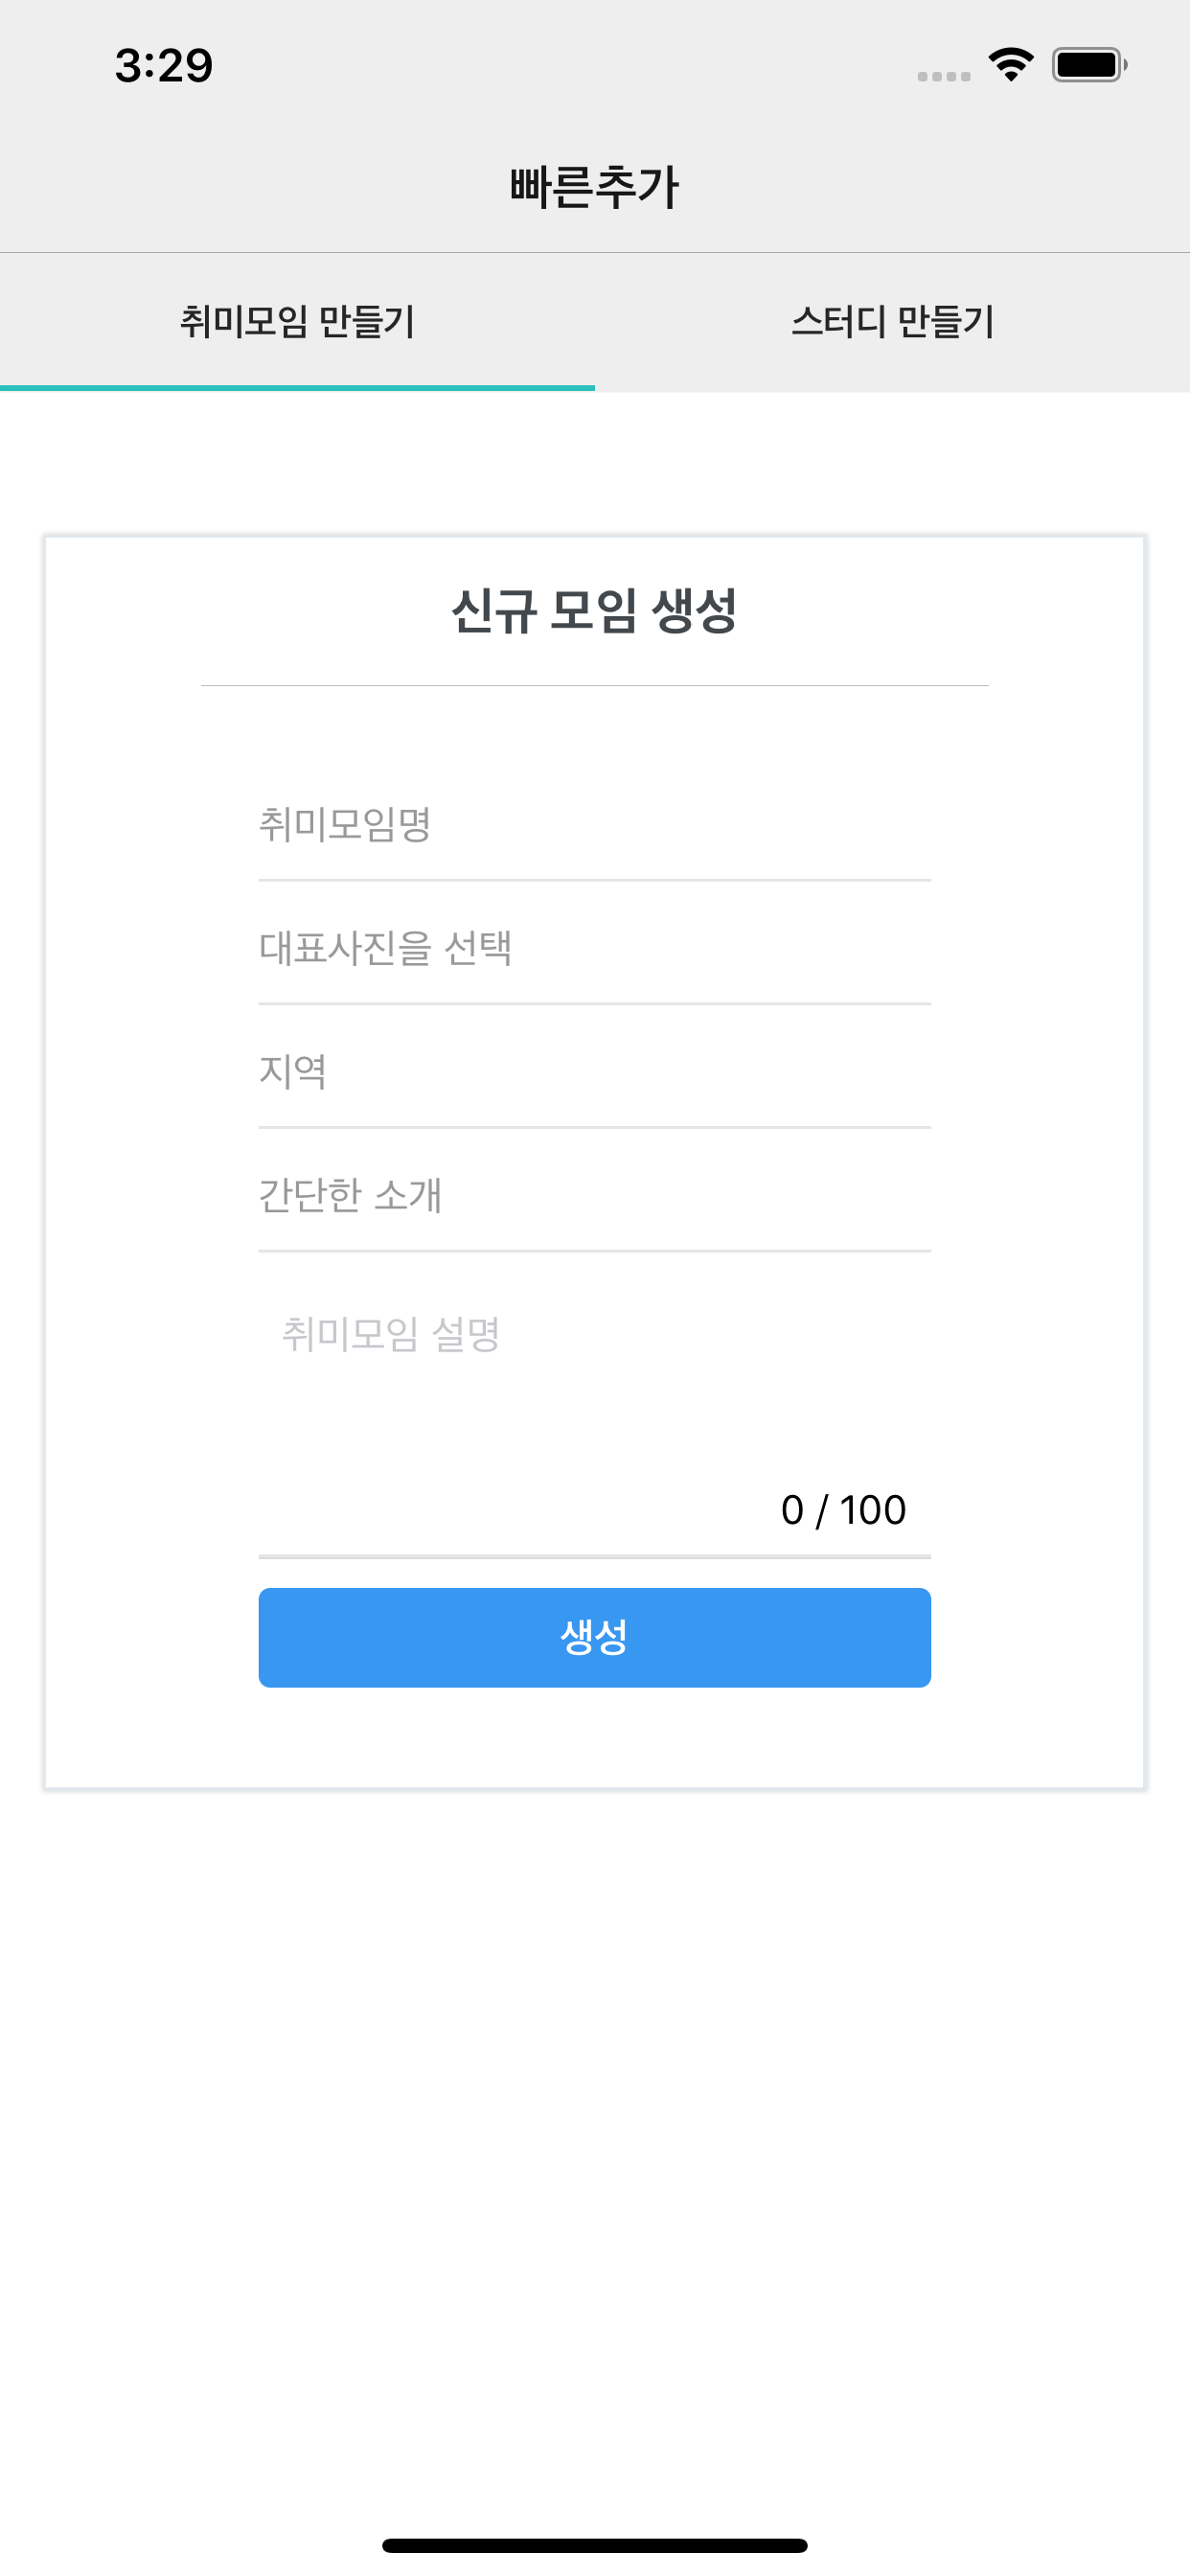 3:29
빠른추가
취미모임 만들기
스터디 만들기
신규 모임 생성
취미모임명
대표사진을 선택
지역
간단한 소개
취미모임 설명
0 / 100
생성